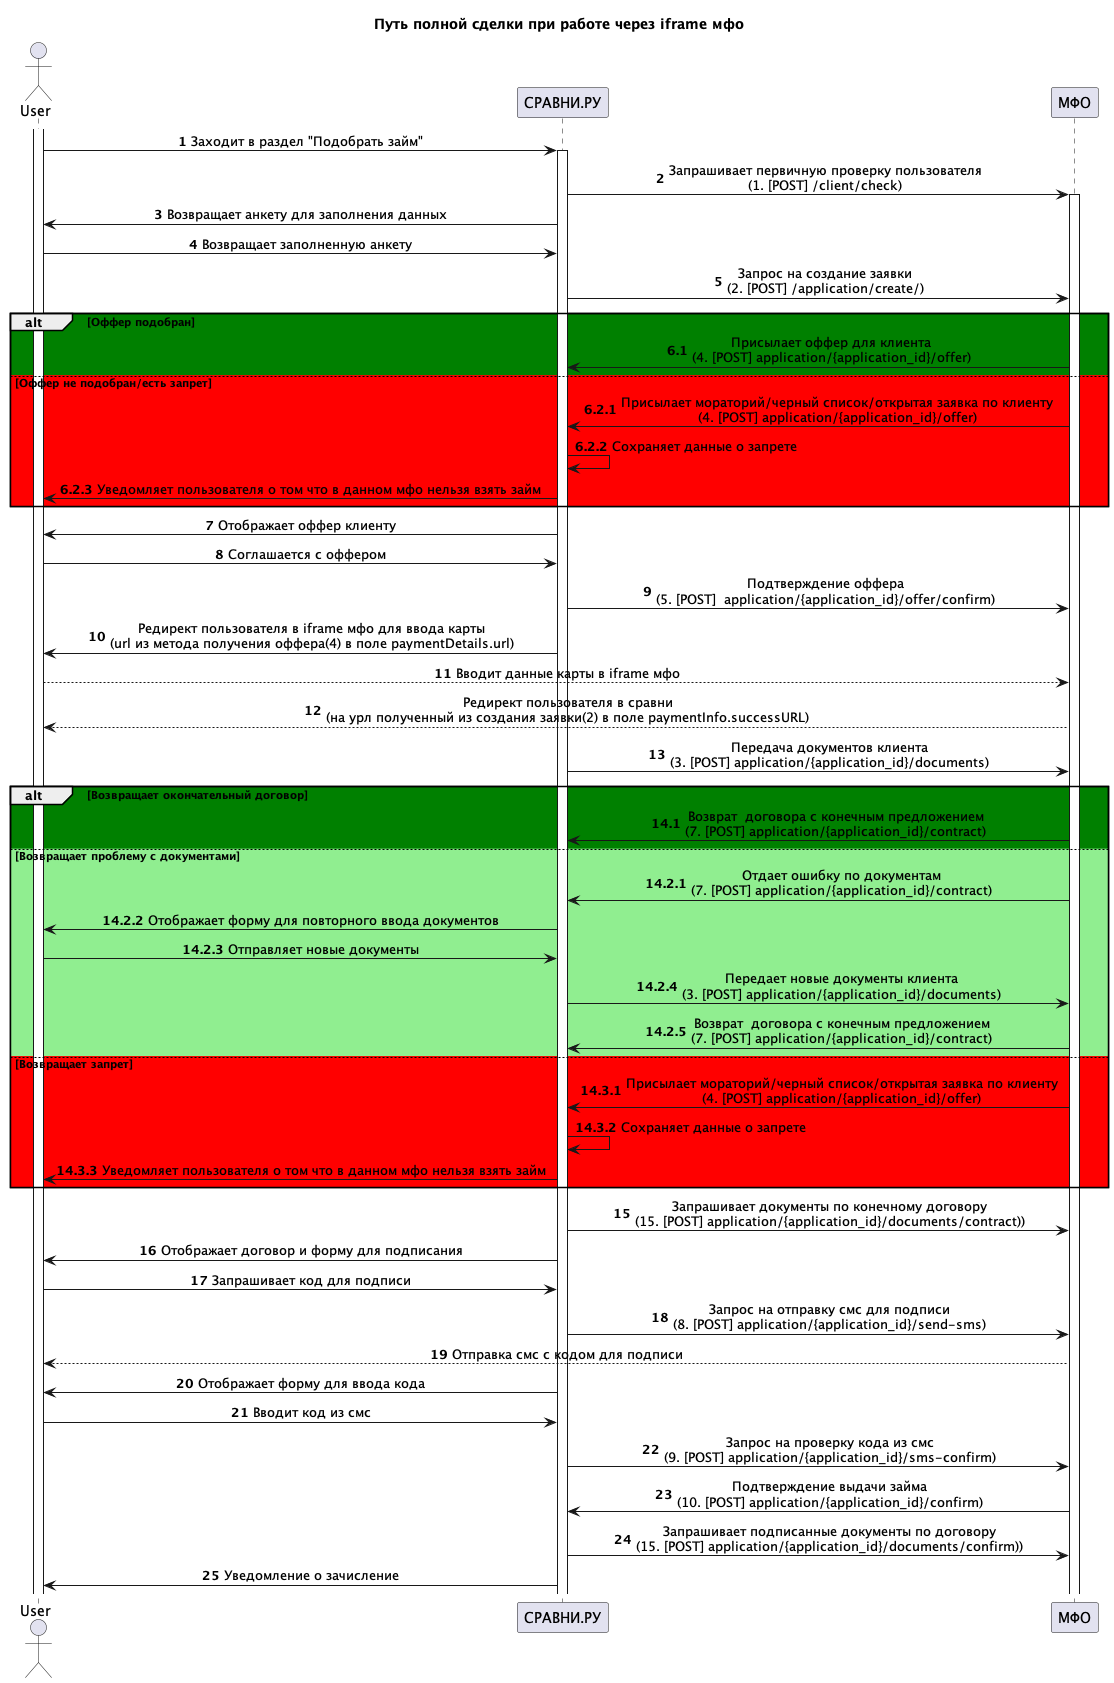 Путь полной сделки при работе через iframe мфо
User
СРАВНИ.РУ
МФО
1 Заходит в раздел "Подобрать займ"
2 Запрашивает первичную проверку пользователя
(1. [POST] /client/check)
3 Возвращает анкету для заполнения данных
4 Возвращает заполненную анкету
5 Запрос на создание заявки
(2. [POST] /application/create/)
alt [Оффер подобран]
6.1 Присылает оффер для клиента
(4. [POST] application/{application_id}/offer)
[Оффер не подобран/есть запрет]
6.2.1 Присылает мораторий/черный список/открытая заявка по клиенту
(4. [POST] application/{application_id}/offer)
6.2.2 Сохраняет данные о запрете
6.2.3 Уведомляет пользователя о том что в данном мфо нельзя взять займ
7 Отображает оффер клиенту
8 Соглашается с оффером
9 Подтверждение оффера
(5. [POST]  application/{application_id}/offer/confirm)
10 Редирект пользователя в iframe мфо для ввода карты
(url из метода получения оффера(4) в поле paymentDetails.url)
11 Вводит данные карты в iframe мфо
12 Редирект пользователя в сравни
(на урл полученный из создания заявки(2) в поле paymentInfo.successURL)
13 Передача документов клиента
(3. [POST] application/{application_id}/documents)
alt [Возвращает окончательный договор]
14.1 Возврат  договора с конечным предложением
(7. [POST] application/{application_id}/contract)
[Возвращает проблему с документами]
14.2.1 Отдает ошибку по документам
(7. [POST] application/{application_id}/contract)
14.2.2 Отображает форму для повторного ввода документов
14.2.3 Отправляет новые документы
14.2.4 Передает новые документы клиента
(3. [POST] application/{application_id}/documents)
14.2.5 Возврат  договора с конечным предложением
(7. [POST] application/{application_id}/contract)
[Возвращает запрет]
14.3.1 Присылает мораторий/черный список/открытая заявка по клиенту
(4. [POST] application/{application_id}/offer)
14.3.2 Сохраняет данные о запрете
14.3.3 Уведомляет пользователя о том что в данном мфо нельзя взять займ
15 Запрашивает документы по конечному договору
(15. [POST] application/{application_id}/documents/contract))
16 Отображает договор и форму для подписания
17 Запрашивает код для подписи
18 Запрос на отправку смс для подписи
(8. [POST] application/{application_id}/send-sms)
19 Отправка смс с кодом для подписи
20 Отображает форму для ввода кода
21 Вводит код из смс
22 Запрос на проверку кода из смс
(9. [POST] application/{application_id}/sms-confirm)
23 Подтверждение выдачи займа
(10. [POST] application/{application_id}/confirm)
24 Запрашивает подписанные документы по договору
(15. [POST] application/{application_id}/documents/confirm))
25 Уведомление о зачисление
User
СРАВНИ.РУ
МФО